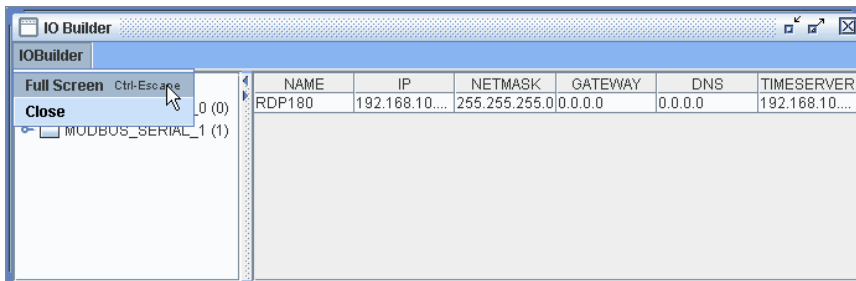 IO Builder
IOBuilder
Full Screen Ctrl-Escape
Close
_0 (0)
MODBUS_SERIAL_1 (1)
NAME IP NETMASK GATEWAY DNS TIMESERVER
RDP180 192.168.10.... 255.255.255.0 0.0.0.0 0.0.0.0 192.168.10....